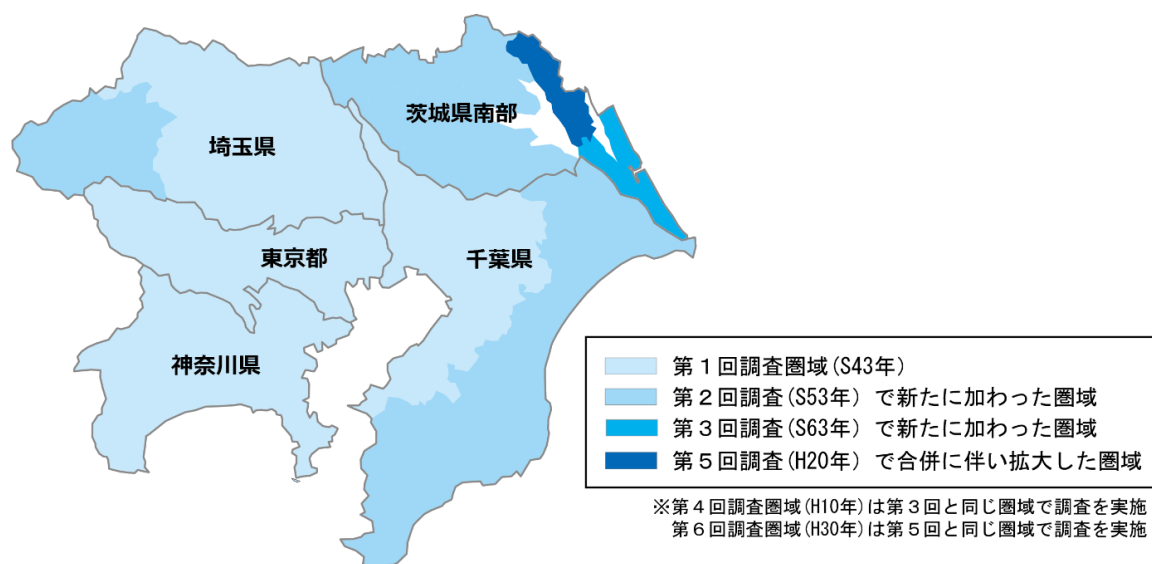 茨城県南部
埼玉県
東京都
千葉県
神奈川県
第１回調査圏域(S43年)
第２回調査(S53年) で新たに加わった圏域
第３回調査(S63年) で新たに加わった圏域
第５回調査(H20年) で合併に伴い拡大した圏域
※第４回調査圏域(H10年)は第３回と同じ圏域で調査を実施
第６回調査圏域(H30年)は第５回と同じ圏域で調査を実施